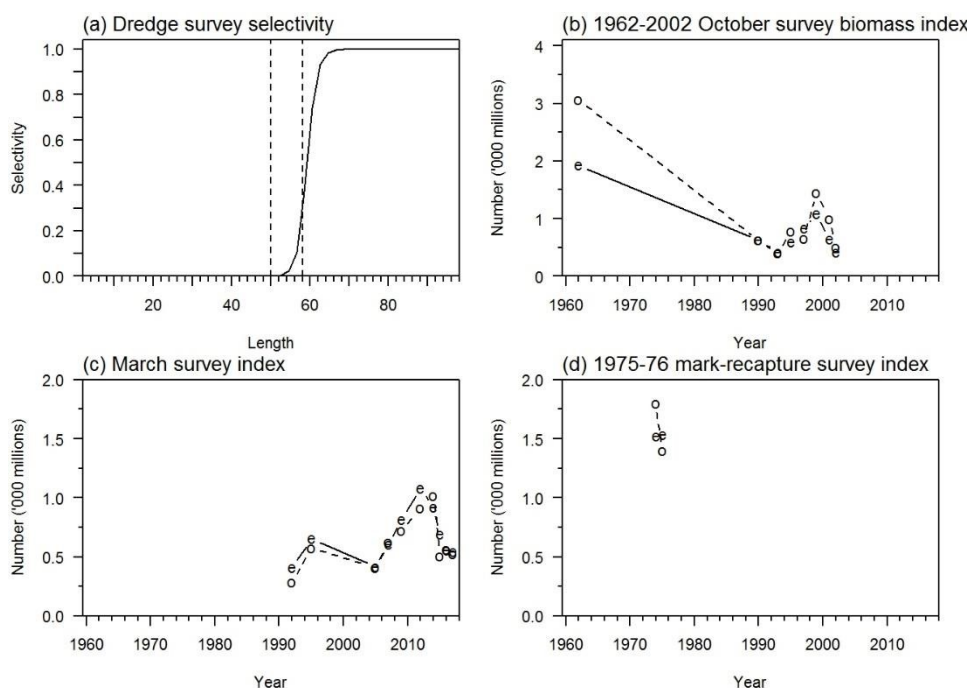 (a) Dredge survey selectivity
1.0
0.8
0.6
0.4
0.2
0.0
Selectivity
20 40 60 80
Length
(b) 1962-2002 October survey biomass index
4
3
2
1
0
Number ('000 millions)
1960 1970 1980 1990 2000 2010
Year
(c) March survey index
2.0
1.5
1.0
0.5
0.0
Number ('000 millions)
1960 1970 1980 1990 2000 2010
Year
(d) 1975-76 mark-recapture survey index
2.0
1.5
1.0
0.5
0.0
Number ('000 millions)
1960 1970 1980 1990 2000 2010
Year